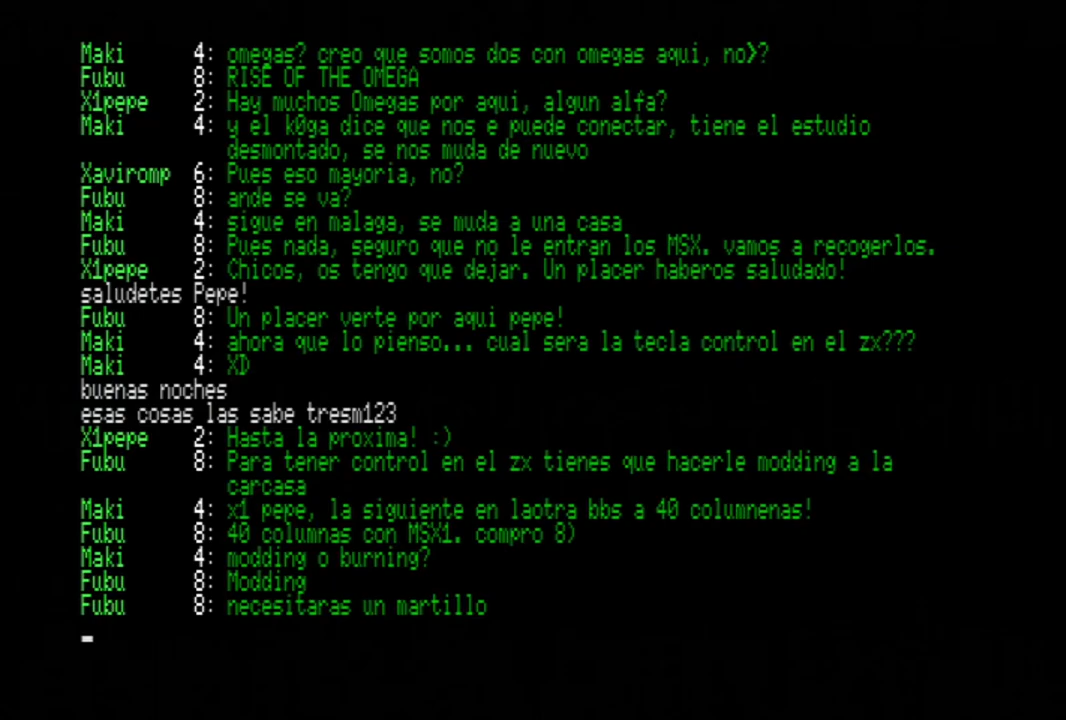 Maki 4: omegas? creo que somos dos con omegas aqui, no>?
Fubu 8: RISE OF THE OMEGA
X1pepe 2: Hay muchos Omegas por aqui, algun alfa?
Maki 4: y el k0ga dice que nos e puede conectar, tiene el estudio
desmontado, se nos muda de nuevo
Xaviromp 6: Pues eso mayoria, no?
Fubu 8: ande se va?
Maki 4: sigue en malaga, se muda a una casa
Fubu 8: Pues nada, seguro que no le entran los MSX. vamos a recogerlos.
X1pepe 2: Chicos, os tengo que dejar. Un placer haberos saludado!
saludetes Pepe!
Fubu 8: Un placer verte por aqui pepe!
Maki 4: ahora que lo pienso... cual sera la tecla control en el zx???
Maki 4: XD
buenas noches
esas cosas las sabe tresm123
X1pepe 2: Hasta la proxima! :)
Fubu 8: Para tener control en el zx tienes que hacerle modding a la
carcasa
Maki 4: x1 pepe, la siguiente en laotra bbs a 40 columnenas!
Fubu 8: 40 columnas con MSX1. compro 8)
Maki 4: modding o burning?
Fubu 8: Modding
Fubu 8: necesitaras un martillo